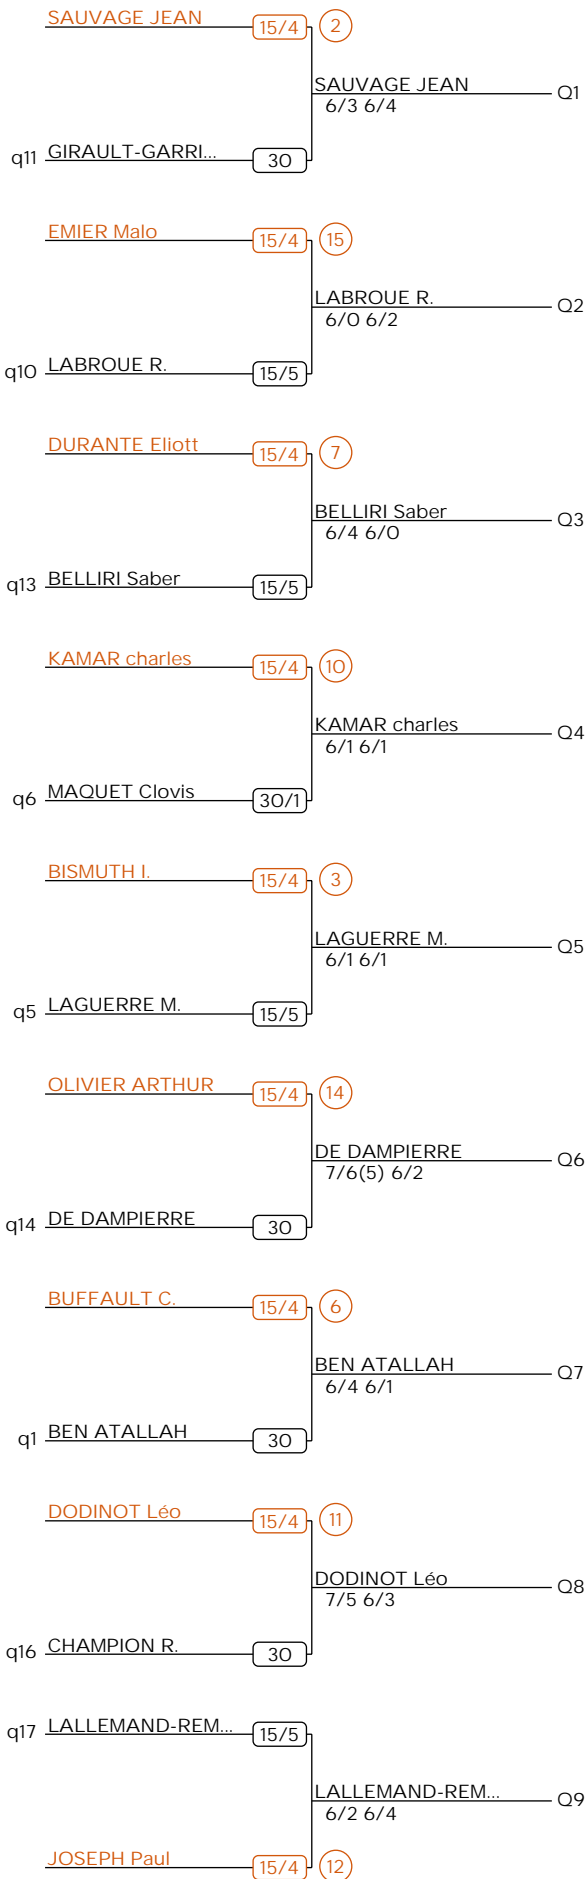 SAUVAGE JEAN 15/4 2
SAUVAGE JEAN Q1
6/3 6/4
q11 GIRAULT-GARRI... 30
EMIER Malo 15/4 15
LABROUE R. Q2
6/0 6/2
q10 LABROUE R. 15/5
DURANTE Eliott 15/4 7
BELLIRI Saber Q3
6/4 6/0
q13 BELLIRI Saber 15/5
KAMAR charles 15/4 10
KAMAR charles Q4
6/1 6/1
q6 MAQUET Clovis 30/1
BISMUTH I. 15/4 3
LAGUERRE M. Q5
6/1 6/1
q5 LAGUERRE M. 15/5
OLIVIER ARTHUR 15/4 14
DE DAMPIERRE Q6
7/6(5) 6/2
q14 DE DAMPIERRE 30
BUFFAULT C. 15/4 6
BEN ATALLAH Q7
6/4 6/1
q1 BEN ATALLAH 30
DODINOT Léo 15/4 11
DODINOT Léo Q8
7/5 6/3
q16 CHAMPION R. 30
q17 LALLEMAND-REM... 15/5
LALLEMAND-REM... Q9
6/2 6/4
JOSEPH Paul 15/4 12